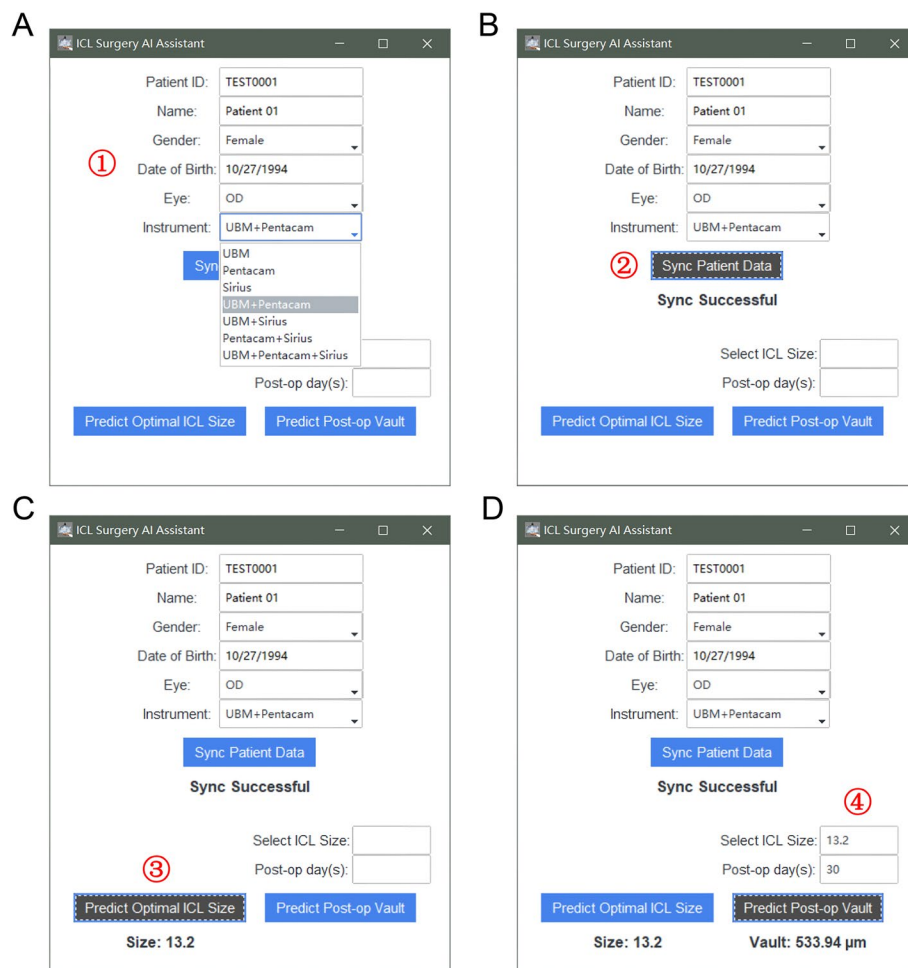 A
ICL Surgery AI Assistant
Patient ID: TEST0001
Name: Patient 01
Gender: Female
① Date of Birth: 10/27/1994
Eye: OD
Instrument: UBM+Pentacam
Syn
UBM
Pentacam
Sirius
UBM+Pentacam
UBM+Sirius
Pentacam+Sirius
UBM+Pentacam+Sirius
Post-op day(s):
Predict Optimal ICL Size Predict Post-op Vault
B
ICL Surgery AI Assistant
Patient ID: TEST0001
Name: Patient 01
Gender: Female
Date of Birth: 10/27/1994
Eye: OD
Instrument: UBM+Pentacam
② Sync Patient Data
Sync Successful
Select ICL Size:
Post-op day(s):
Predict Optimal ICL Size Predict Post-op Vault
C
ICL Surgery AI Assistant
Patient ID: TEST0001
Name: Patient 01
Gender: Female
Date of Birth: 10/27/1994
Eye: OD
Instrument: UBM+Pentacam
Sync Patient Data
Sync Successful
Select ICL Size:
③ Post-op day(s):
Predict Optimal ICL Size Predict Post-op Vault
Size: 13.2
D
ICL Surgery AI Assistant
Patient ID: TEST0001
Name: Patient 01
Gender: Female
Date of Birth: 10/27/1994
Eye: OD
Instrument: UBM+Pentacam
Sync Patient Data
Sync Successful
④
Select ICL Size: 13.2
Post-op day(s): 30
Predict Optimal ICL Size Predict Post-op Vault
Size: 13.2 Vault: 533.94 µm